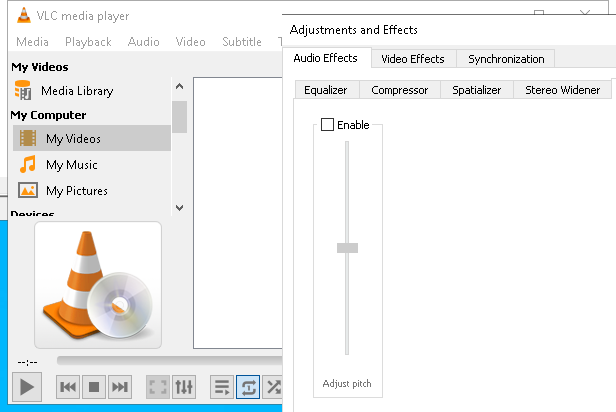 VLC media player
Media Playback Audio Video Subtitle
My Videos
Media Library
My Computer
My Videos
My Music
My Pictures
Devices
--:--
Adjustments and Effects
Audio Effects Video Effects Synchronization
Equalizer Compressor Spatializer Stereo Widener
Enable
Adjust pitch